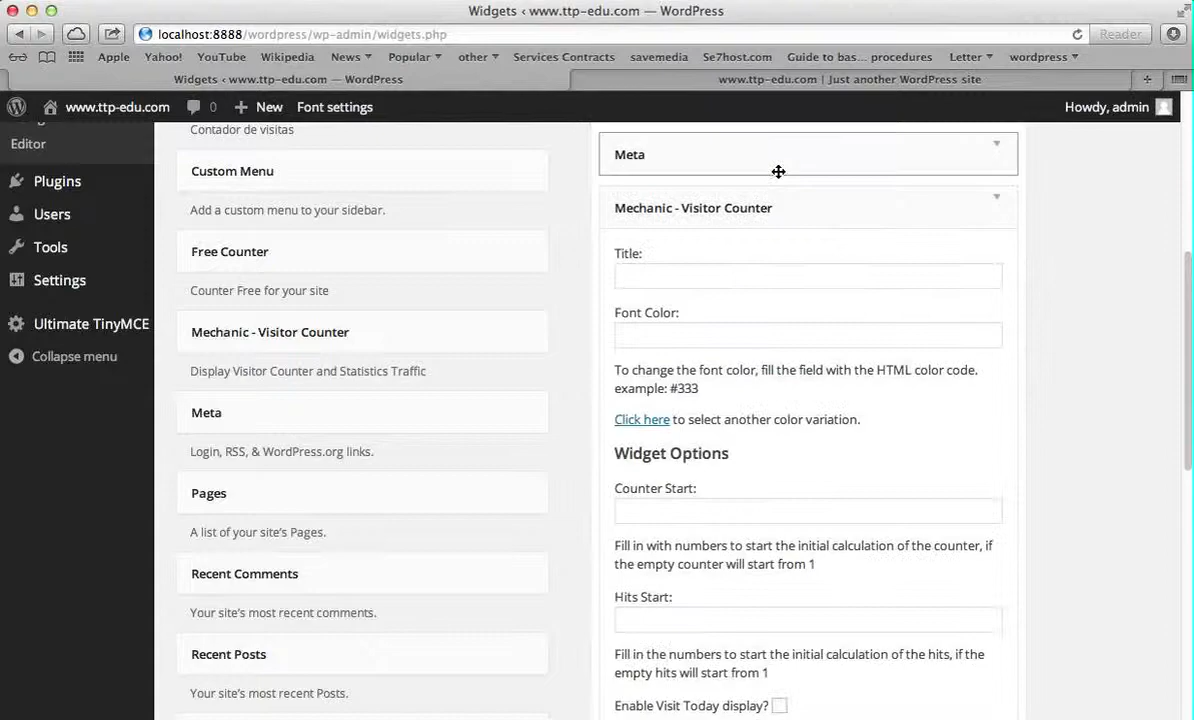 Widgets ‹ www.ttp-edu.com — WordPress
localhost:8888/wordpress/wp-admin/widgets.php
Reader
Apple Yahoo! YouTube Wikipedia News Popular other Services Contracts savemedia Se7host.com Guide to bas... procedures Letter wordpress
Widgets ‹ www.ttp-edu.com — WordPress
www.ttp-edu.com | Just another WordPress site
www.ttp-edu.com 0 New Font settings Howdy, admin
Editor
Plugins
Users
Tools
Settings
Ultimate TinyMCE
Collapse menu
Contador de visitas
Custom Menu
Add a custom menu to your sidebar.
Free Counter
Counter Free for your site
Mechanic - Visitor Counter
Display Visitor Counter and Statistics Traffic
Meta
Login, RSS, & WordPress.org links.
Pages
A list of your site's Pages.
Recent Comments
Your site's most recent comments.
Recent Posts
Your site's most recent Posts.
Meta
Mechanic - Visitor Counter
Title:
Font Color:
To change the font color, fill the field with the HTML color code.
example: #333
Click here to select another color variation.
Widget Options
Counter Start:
Fill in with numbers to start the initial calculation of the counter, if
the empty counter will start from 1
Hits Start:
Fill in the numbers to start the initial calculation of the hits, if the
empty hits will start from 1
Enable Visit Today display?